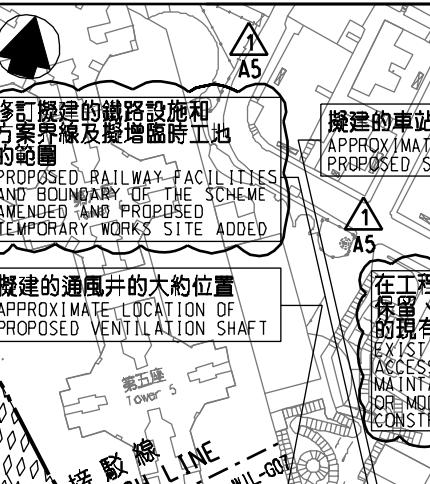 1
A5
修訂擬建的鐵路設施和
方案界線及擬增臨時工地
的範圍
PROPOSED RAILWAY FACILITIES
AND BOUNDARY OF THE SCHEME
AMENDED AND PROPOSED
TEMPORARY WORKS SITE ADDED
擬建的車站
APPROXIMAT
PROPOSED S
1
A5
擬建的通風井的大約位置
APPROXIMATE LOCATION OF
PROPOSED VENTILATION SHAFT
在工程
保留、
的現有
EXIST
ACCESS
MAINTA
OR MOD
CONSTR
第五座
Tower 5
接駁線
LINE